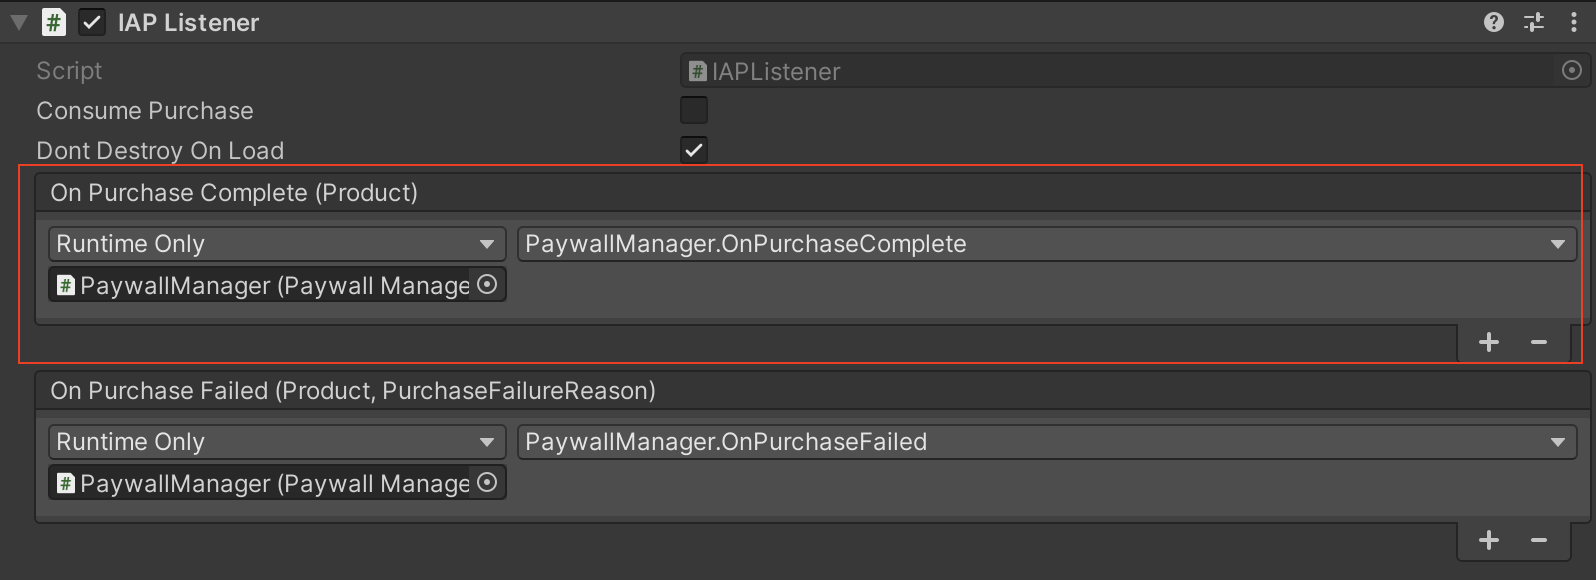 IAP Listener
Script
IAPListener
Consume Purchase
Dont Destroy On Load
On Purchase Complete (Product)
Runtime Only
PaywallManager.OnPurchaseComplete
PaywallManager (Paywall Manage
On Purchase Failed (Product, PurchaseFailureReason)
Runtime Only
PaywallManager.OnPurchaseFailed
PaywallManager (Paywall Manage